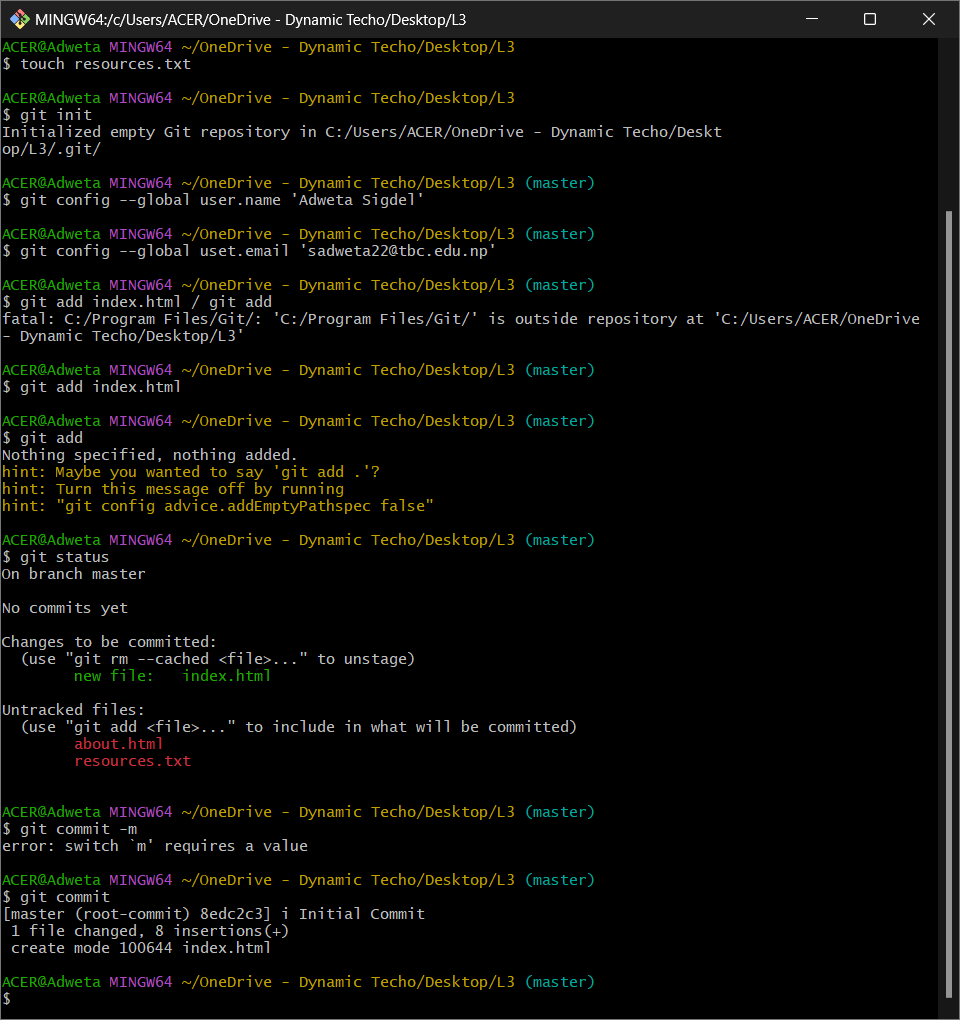 MINGW64:/c/Users/ACER/OneDrive - Dynamic Techo/Desktop/L3
ACER@Adweta MINGW64 ~/OneDrive - Dynamic Techo/Desktop/L3
$ touch resources.txt
ACER@Adweta MINGW64 ~/OneDrive - Dynamic Techo/Desktop/L3
$ git init
Initialized empty Git repository in C:/Users/ACER/OneDrive - Dynamic Techo/Deskt
op/L3/.git/
ACER@Adweta MINGW64 ~/OneDrive - Dynamic Techo/Desktop/L3 (master)
$ git config --global user.name 'Adweta Sigdel'
ACER@Adweta MINGW64 ~/OneDrive - Dynamic Techo/Desktop/L3 (master)
$ git config --global uset.email 'sadweta22@tbc.edu.np'
ACER@Adweta MINGW64 ~/OneDrive - Dynamic Techo/Desktop/L3 (master)
$ git add index.html / git add
fatal: C:/Program Files/Git/: 'C:/Program Files/Git/' is outside repository at 'C:/Users/ACER/OneDrive
- Dynamic Techo/Desktop/L3'
ACER@Adweta MINGW64 ~/OneDrive - Dynamic Techo/Desktop/L3 (master)
$ git add index.html
ACER@Adweta MINGW64 ~/OneDrive - Dynamic Techo/Desktop/L3 (master)
$ git add
Nothing specified, nothing added.
hint: Maybe you wanted to say 'git add .'?
hint: Turn this message off by running
hint: "git config advice.addEmptyPathspec false"
ACER@Adweta MINGW64 ~/OneDrive - Dynamic Techo/Desktop/L3 (master)
$ git status
On branch master
No commits yet
Changes to be committed:
(use "git rm --cached <file>..." to unstage)
new file:   index.html
Untracked files:
(use "git add <file>..." to include in what will be committed)
about.html
resources.txt
ACER@Adweta MINGW64 ~/OneDrive - Dynamic Techo/Desktop/L3 (master)
$ git commit -m
error: switch `m' requires a value
ACER@Adweta MINGW64 ~/OneDrive - Dynamic Techo/Desktop/L3 (master)
$ git commit
[master (root-commit) 8edc2c3] i Initial Commit
1 file changed, 8 insertions(+)
create mode 100644 index.html
ACER@Adweta MINGW64 ~/OneDrive - Dynamic Techo/Desktop/L3 (master)
$